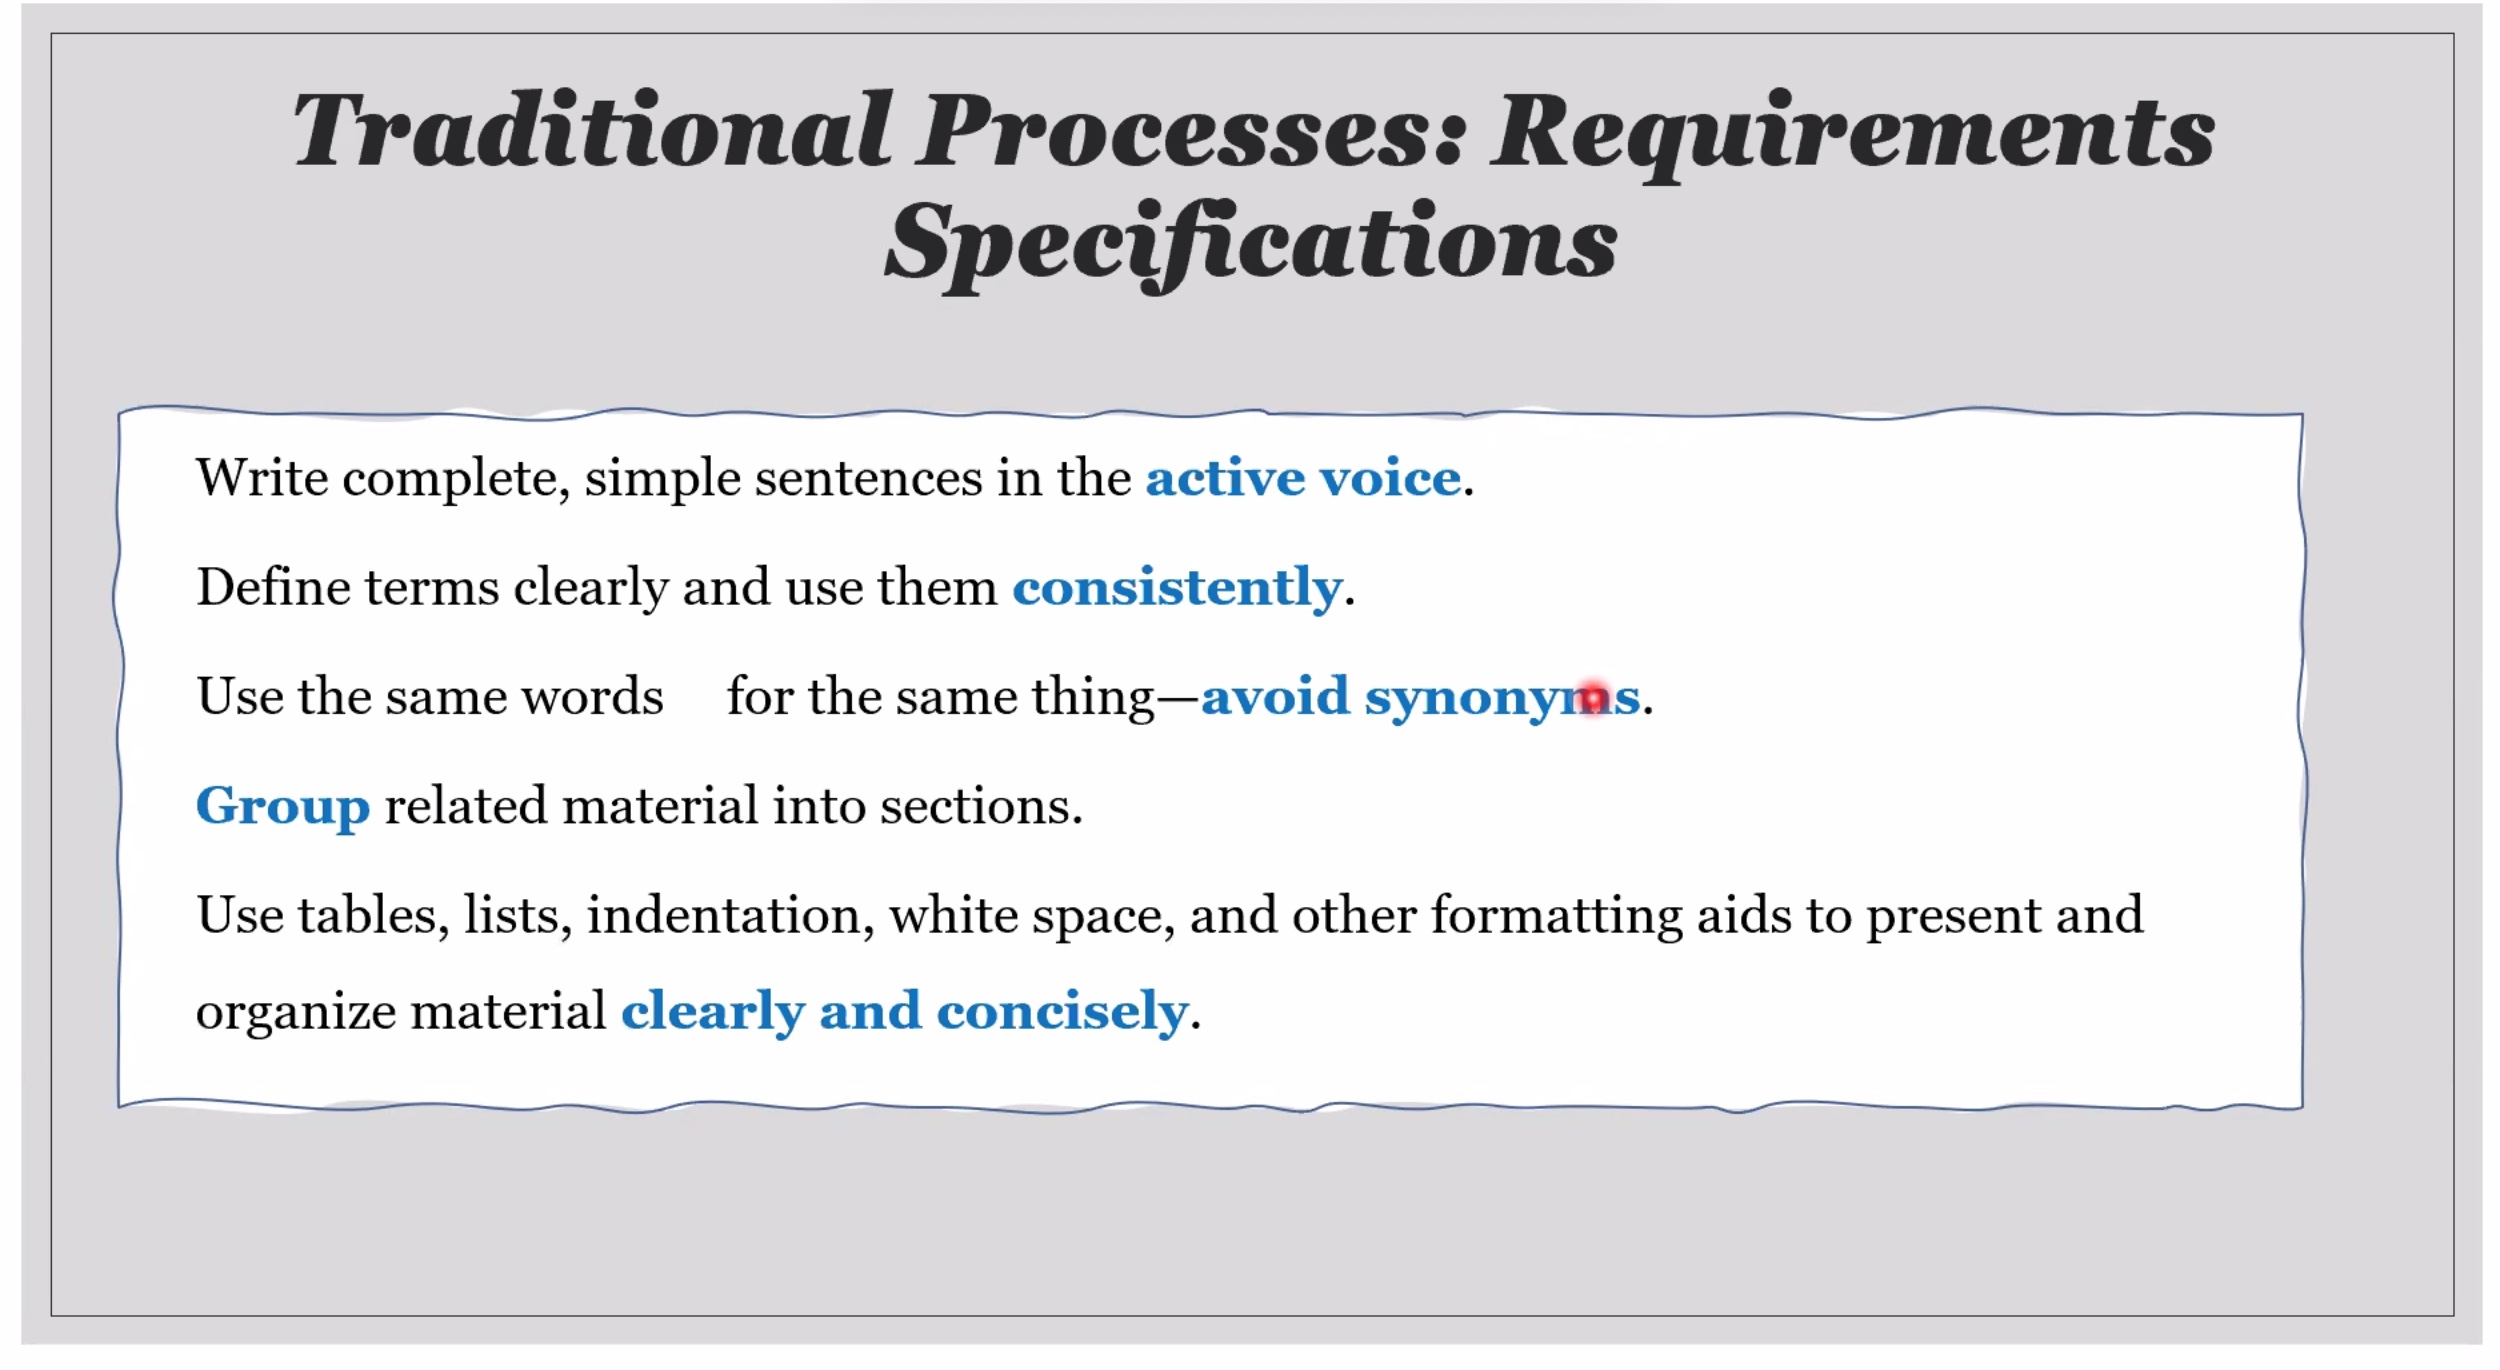 Traditional Processes: Requirements
Specifications
Write complete, simple sentences in the active voice.
Define terms clearly and use them consistently.
Use the same words for the same thing—avoid synonyms.
Group related material into sections.
Use tables, lists, indentation, white space, and other formatting aids to present and
organize material clearly and concisely.